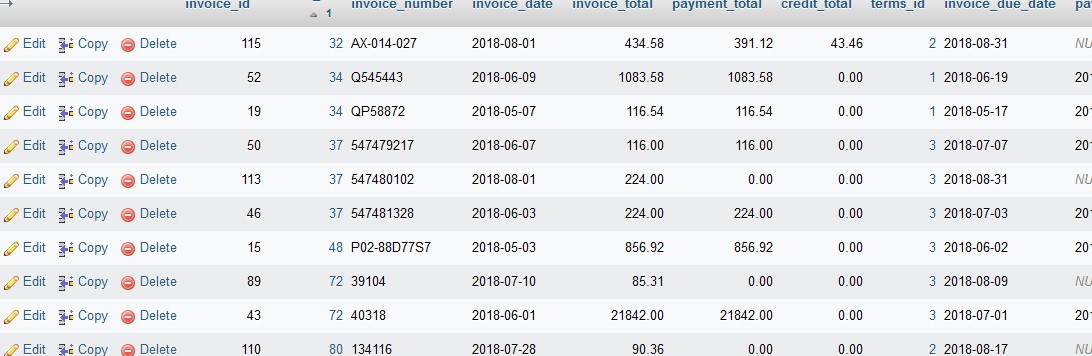 invoice_id 1 invoice_number invoice_date invoice_total payment_total credit_total terms_id invoice_due_date
Edit Copy Delete 115 32 AX-014-027 2018-08-01 434.58 391.12 43.46 2 2018-08-31 NU
Edit Copy Delete 52 34 Q545443 2018-06-09 1083.58 1083.58 0.00 1 2018-06-19 201
Edit Copy Delete 19 34 QP58872 2018-05-07 116.54 116.54 0.00 1 2018-05-17 201
Edit Copy Delete 50 37 547479217 2018-06-07 116.00 116.00 0.00 3 2018-07-07 201
Edit Copy Delete 113 37 547480102 2018-08-01 224.00 0.00 0.00 3 2018-08-31 NU
Edit Copy Delete 46 37 547481328 2018-06-03 224.00 224.00 0.00 3 2018-07-03 201
Edit Copy Delete 15 48 P02-88D77S7 2018-05-03 856.92 856.92 0.00 3 2018-06-02 201
Edit Copy Delete 89 72 39104 2018-07-10 85.31 0.00 0.00 3 2018-08-09 NU
Edit Copy Delete 43 72 40318 2018-06-01 21842.00 21842.00 0.00 3 2018-07-01 201
Edit Copy Delete 110 80 134116 2018-07-28 90.36 0.00 0.00 2 2018-08-17 NU